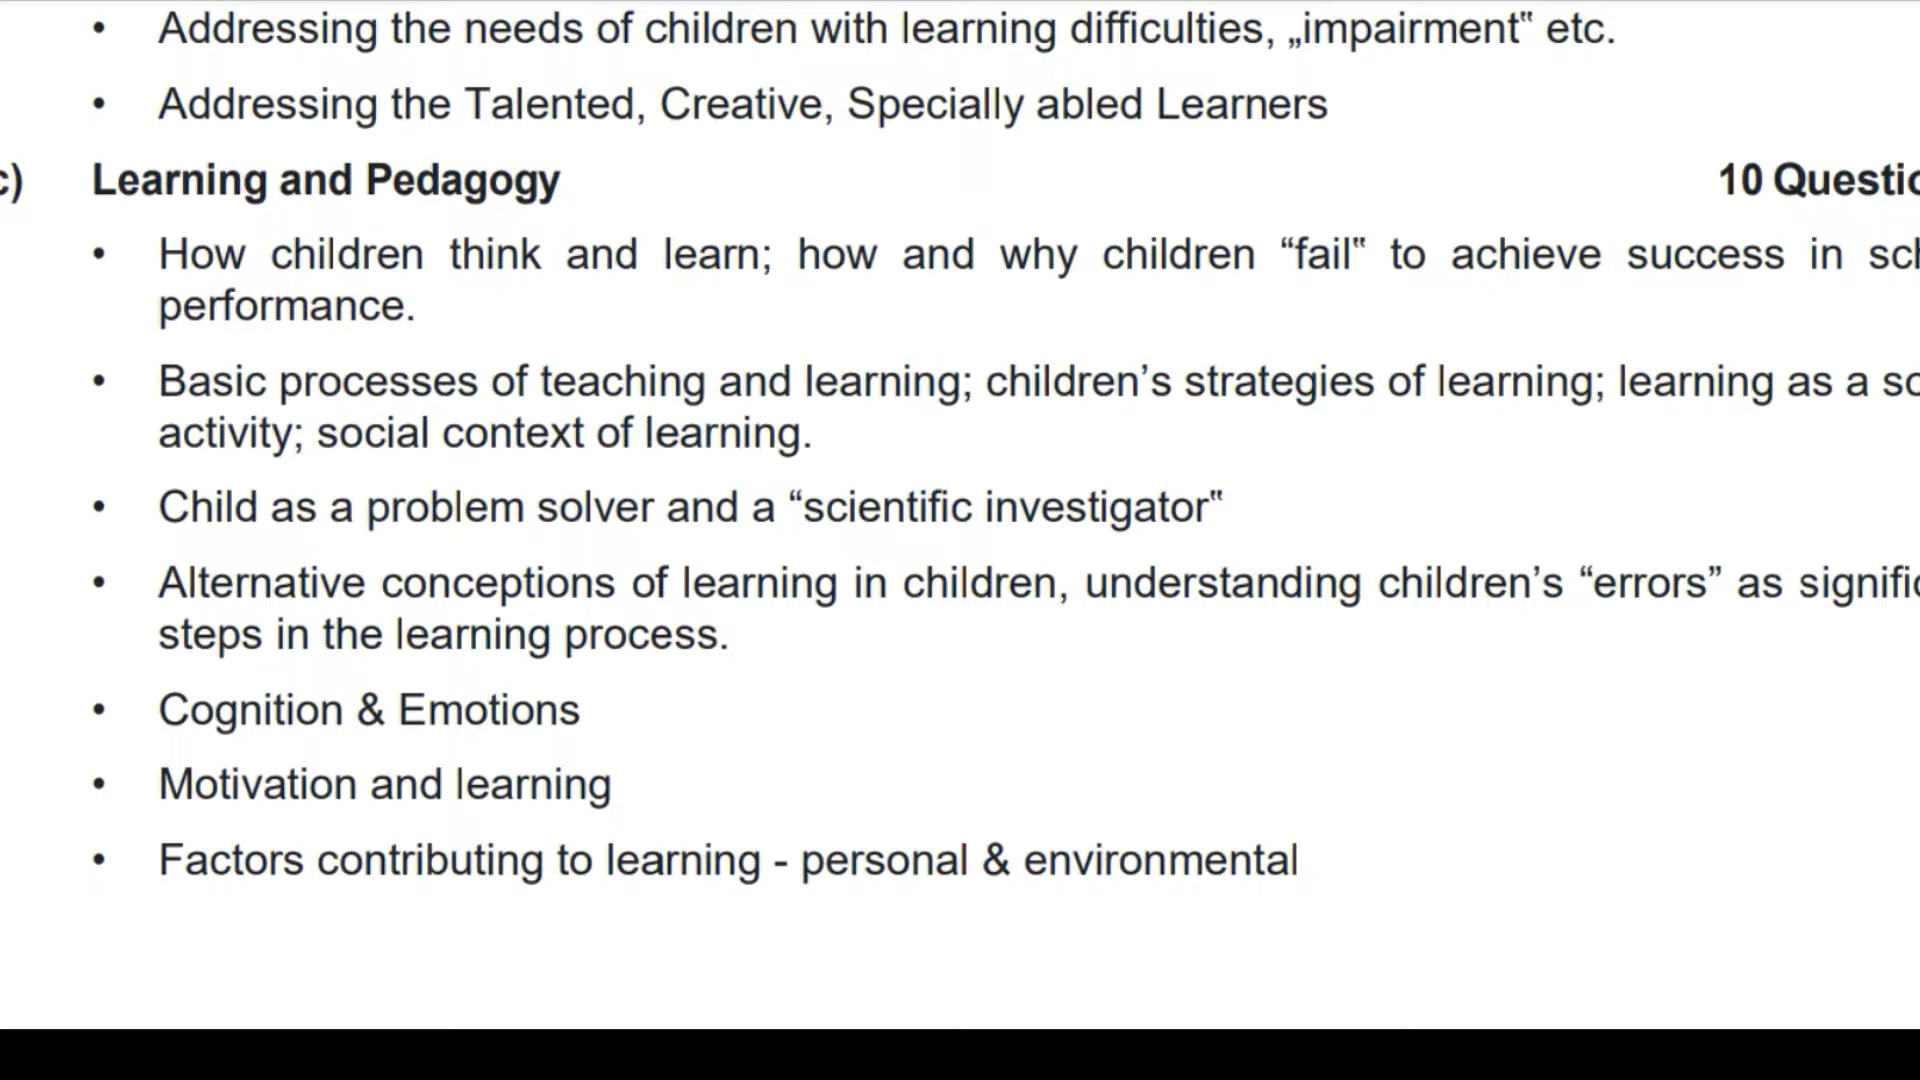 • Addressing the needs of children with learning difficulties, „impairment‟ etc.
• Addressing the Talented, Creative, Specially abled Learners
c) Learning and Pedagogy 10
• How children think and learn; how and why children “fail‟ to achieve success in
performance.
• Basic processes of teaching and learning; children’s strategies of learning; learning as a
activity; social context of learning.
• Child as a problem solver and a “scientific investigator‟
• Alternative conceptions of learning in children, understanding children’s “errors” as
steps in the learning process.
• Cognition & Emotions
• Motivation and learning
• Factors contributing to learning - personal & environmental